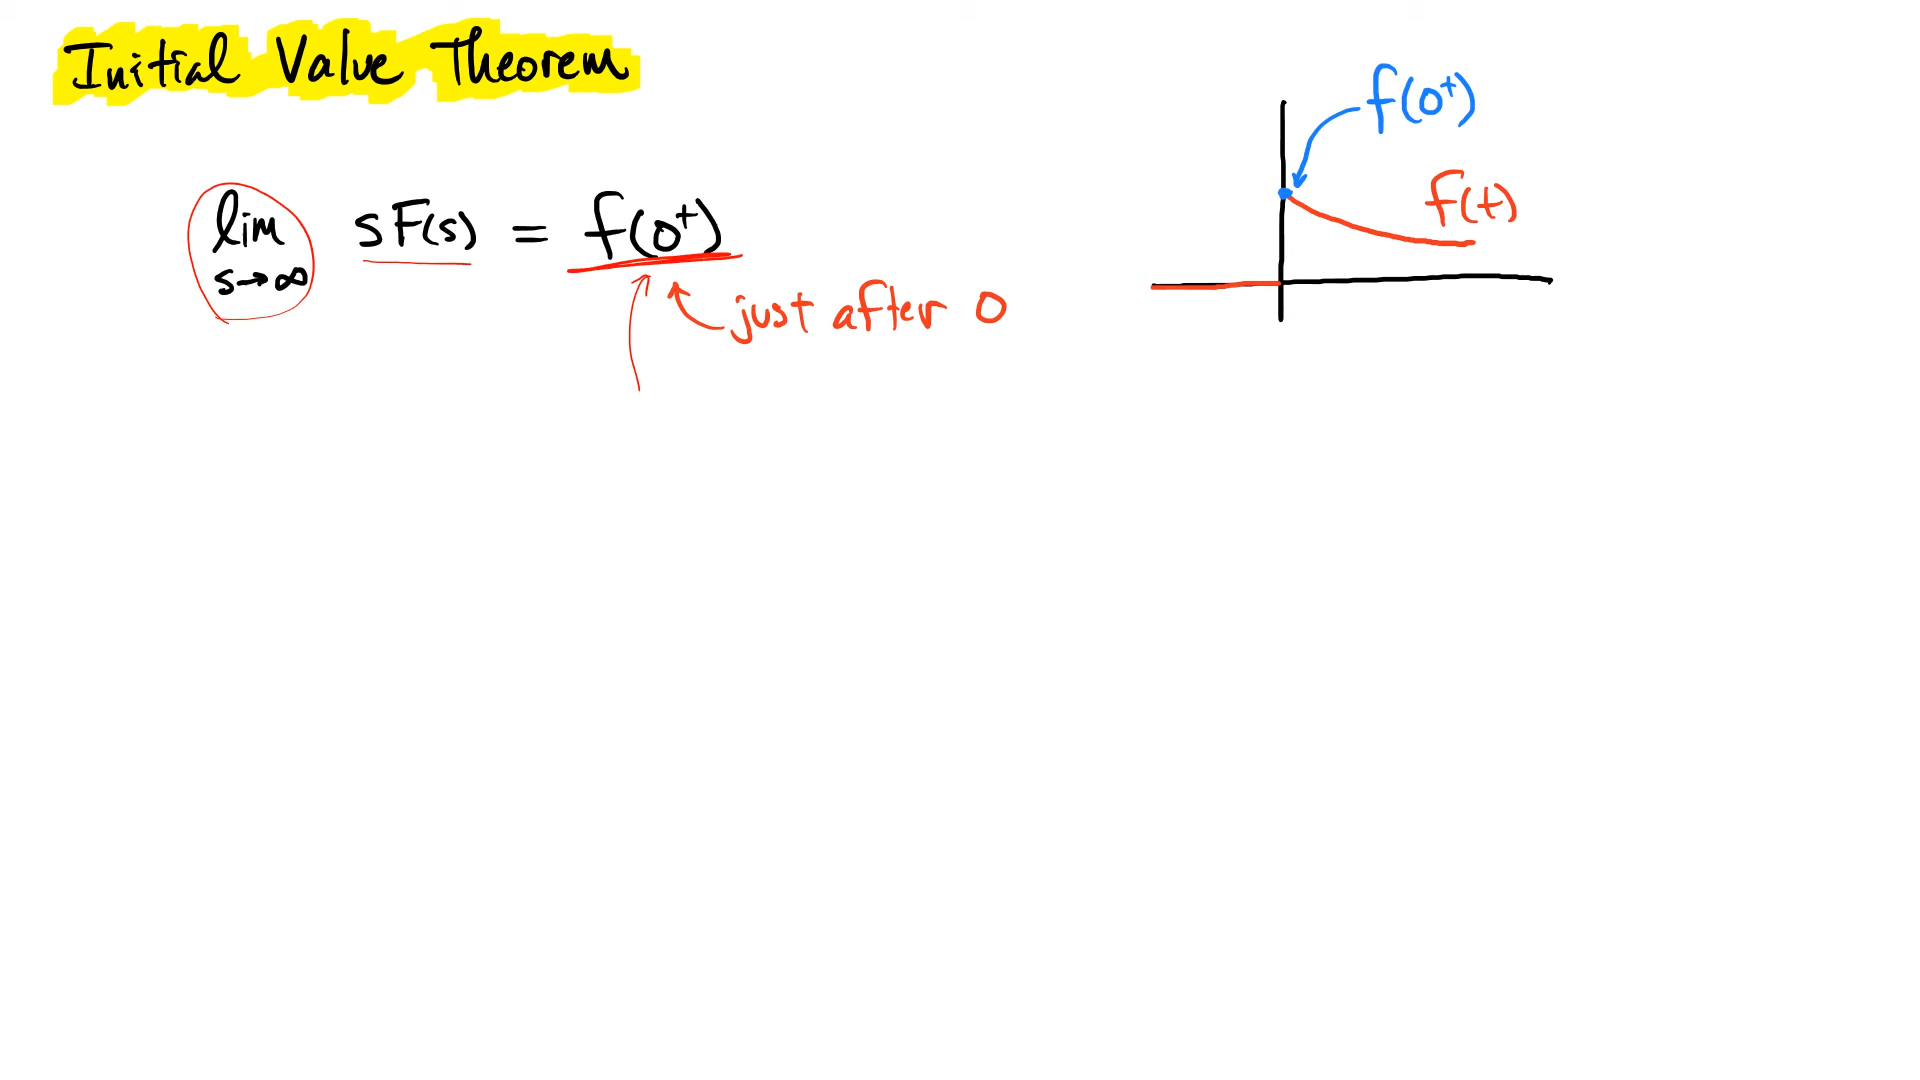 Initial Value Theorem
lim s→∞ sF(s) = f(0⁺)
just after 0
f(0⁺)
f(t)